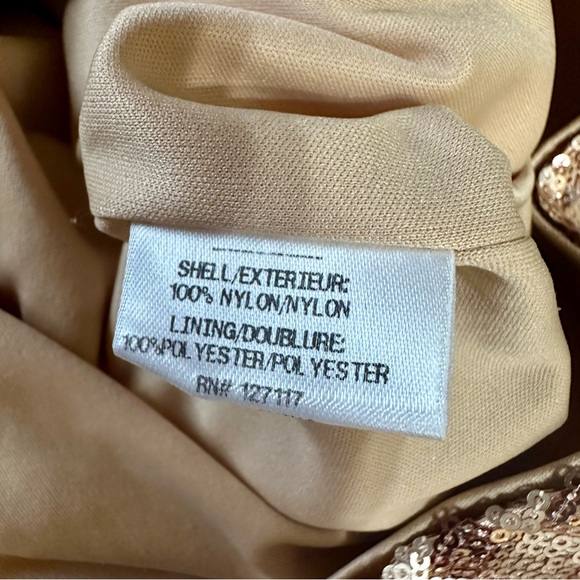 SHELL/EXTERIEUR:
100% NYLON/NYLON
LINING/DOUBLURE:
100%POLYESTER/POLYESTER
RN# 127117